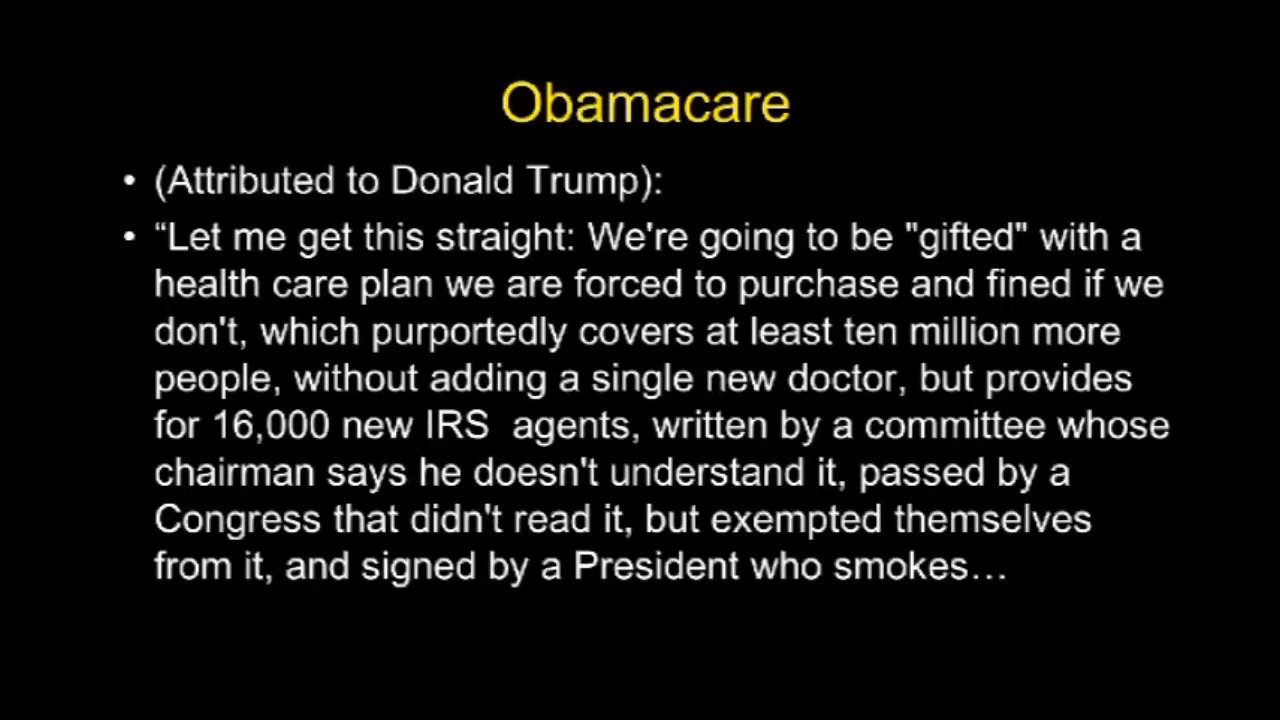 Obamacare
• (Attributed to Donald Trump):
• “Let me get this straight: We're going to be "gifted" with a
health care plan we are forced to purchase and fined if we
don't, which purportedly covers at least ten million more
people, without adding a single new doctor, but provides
for 16,000 new IRS  agents, written by a committee whose
chairman says he doesn't understand it, passed by a
Congress that didn't read it, but exempted themselves
from it, and signed by a President who smokes…